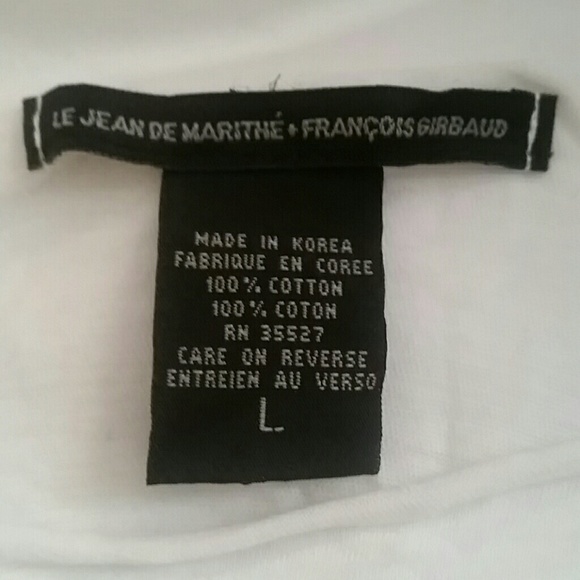 LE JEAN DE MARITHÉ + FRANÇOIS GIRBAUD
MADE IN KOREA
FABRIQUE EN COREE
100% COTTON
100% COTON
RN 35527
CARE ON REVERSE
ENTREIEN AU VERSO
L